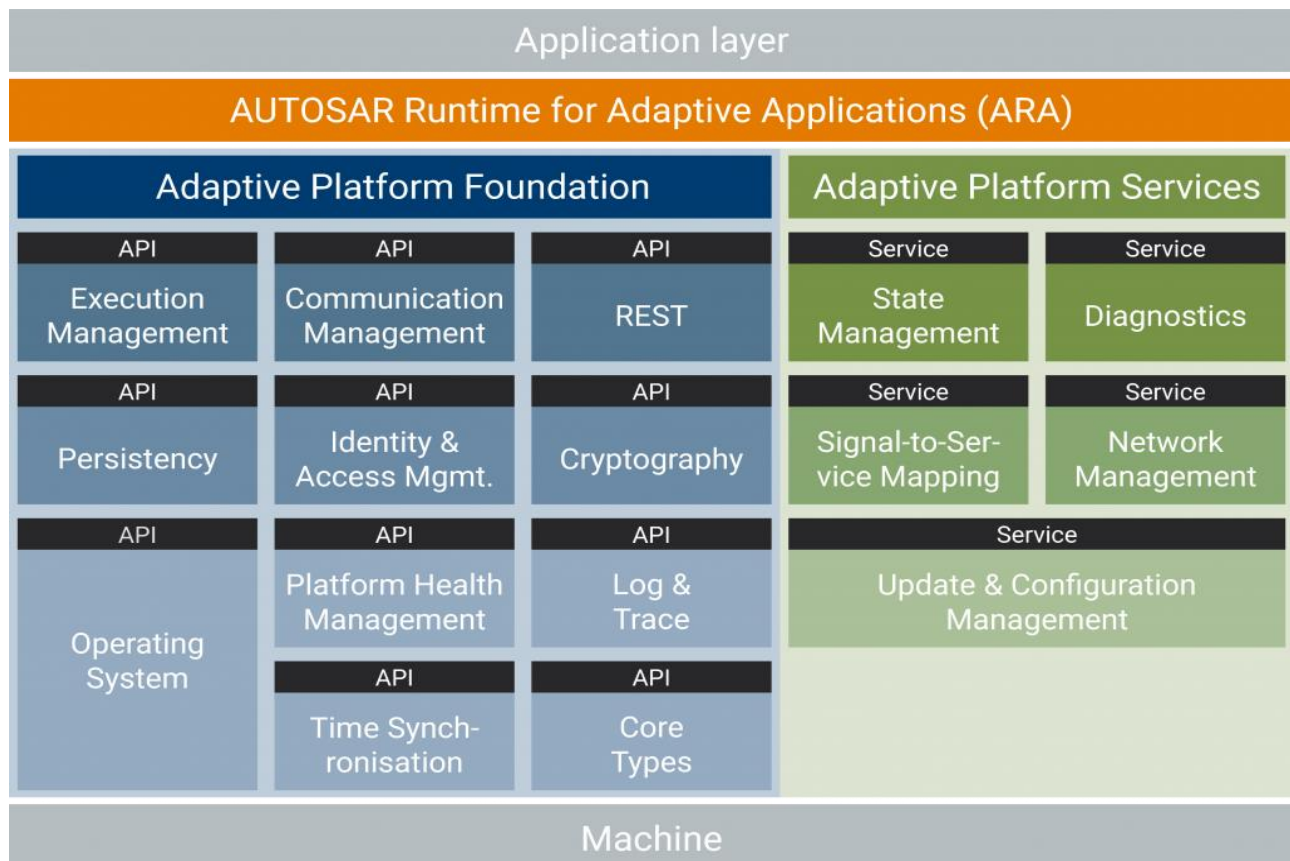 Application layer
AUTOSAR Runtime for Adaptive Applications (ARA)
Adaptive Platform Foundation
Adaptive Platform Services
API
Execution
Management
API
Communication
Management
API
REST
Service
State
Management
Service
Diagnostics
API
Persistency
API
Identity &
Access Mgmt.
API
Cryptography
Service
Signal-to-Ser-
vice Mapping
Service
Network
Management
API
Operating
System
API
Platform Health
Management
API
Log &
Trace
Service
Update & Configuration
Management
API
Time Synch-
ronisation
API
Core
Types
Machine